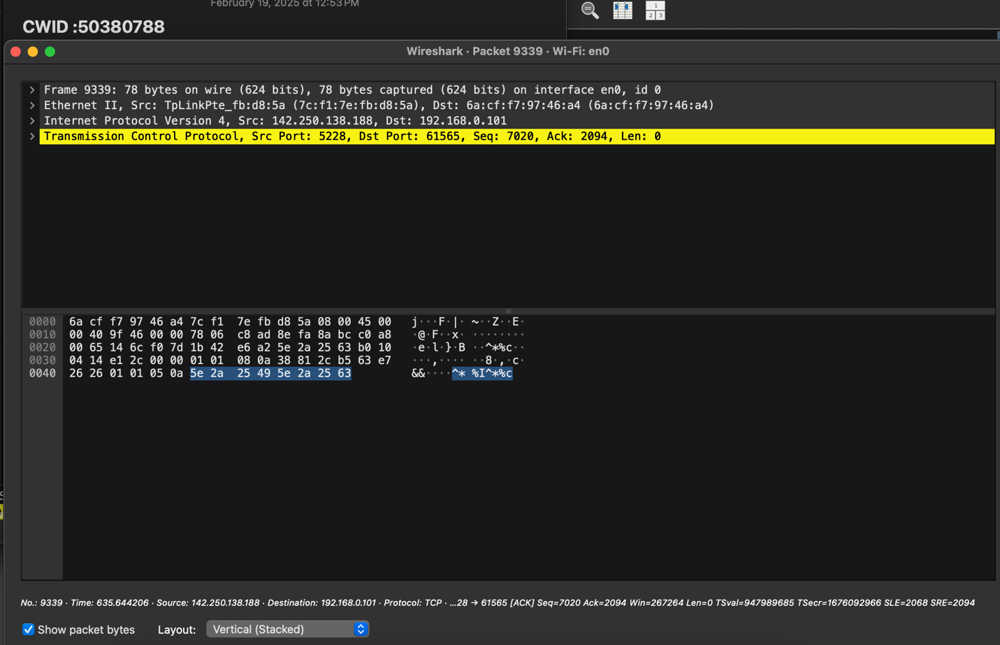 February 19, 2025 at 12:53 PM
CWID :50380788
1
2 3
Wireshark · Packet 9339 · Wi-Fi: en0
Frame 9339: 78 bytes on wire (624 bits), 78 bytes captured (624 bits) on interface en0, id 0
Ethernet II, Src: TpLinkPte_fb:d8:5a (7c:f1:7e:fb:d8:5a), Dst: 6a:cf:f7:97:46:a4 (6a:cf:f7:97:46:a4)
Internet Protocol Version 4, Src: 142.250.138.188, Dst: 192.168.0.101
Transmission Control Protocol, Src Port: 5228, Dst Port: 61565, Seq: 7020, Ack: 2094, Len: 0
0000 6a cf f7 97 46 a4 7c f1 7e fb d8 5a 08 00 45 00 j···F·|· ~··Z··E·
0010 00 40 9f 46 00 00 78 06 c8 ad 8e fa 8a bc c0 a8 ·@·F··x· ········
0020 00 65 14 6c f0 7d 1b 42 e6 a2 5e 2a 25 63 b0 10 ·e·l·}·B ··^*%c··
0030 04 14 e1 2c 00 00 01 01 08 0a 38 81 2c b5 63 e7 ···,···· ··8·,·c·
0040 26 26 01 01 05 0a 5e 2a 25 49 5e 2a 25 63 &&····^* %I^*%c
No.: 9339 · Time: 635.644206 · Source: 142.250.138.188 · Destination: 192.168.0.101 · Protocol: TCP · …28 → 61565 [ACK] Seq=7020 Ack=2094 Win=267264 Len=0 TSval=947989685 TSecr=1676092966 SLE=2068 SRE=2094
Show packet bytes Layout: Vertical (Stacked)